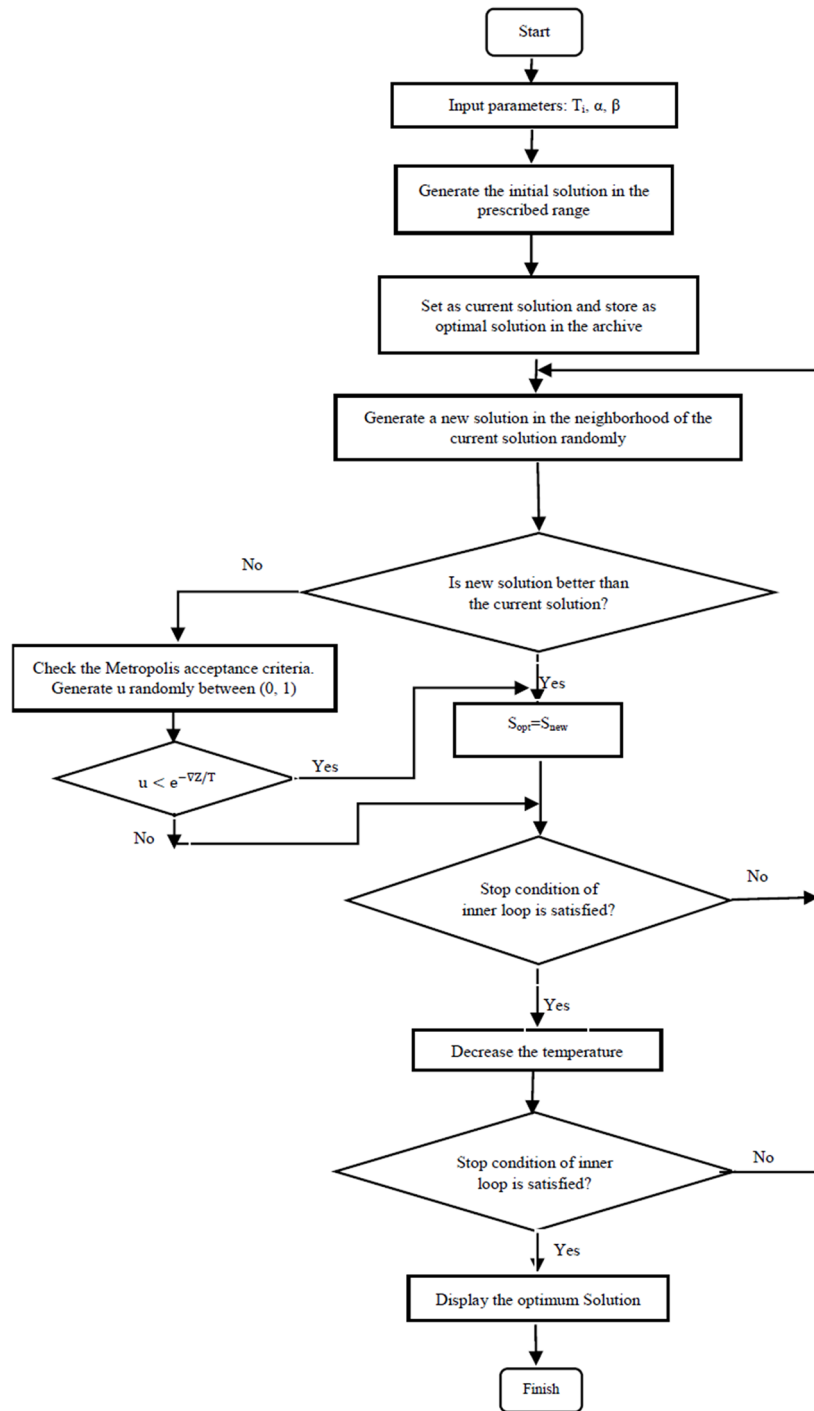 Start
Input parameters: Tᵢ, α, β
Generate the initial solution in the
prescribed range
Set as current solution and store as
optimal solution in the archive
Generate a new solution in the neighborhood of the
current solution randomly
No
Is new solution better than
the current solution?
Check the Metropolis acceptance criteria.
Generate u randomly between (0, 1)
Yes
Sopt=Snew
u < e^−∇Z/T
Yes
No
Stop condition of
inner loop is satisfied?
No
Yes
Decrease the temperature
Stop condition of inner
loop is satisfied?
No
Yes
Display the optimum Solution
Finish